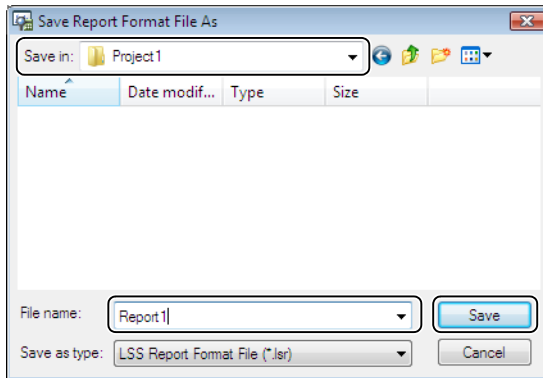 Save Report Format File As
Save in: Project1
Name Date modif... Type Size
File name: Report1 Save
Save as type: LSS Report Format File (*.lsr) Cancel